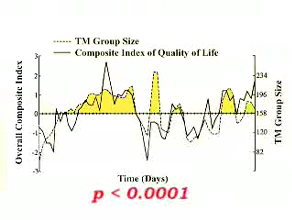 TM Group Size
Composite Index of Quality of Life
Overall Composite Index
3
2
1
0
-1
-2
-3
234
196
158
120
82
TM Group Size
Time (Days)
p < 0.0001